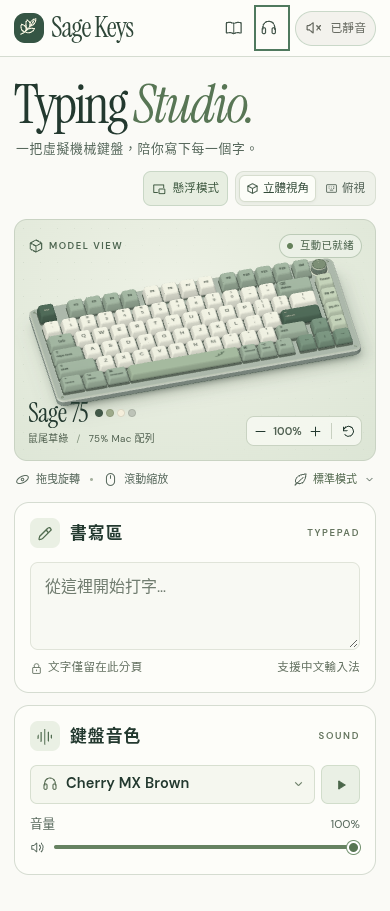 Sage Keys
已靜音
Typing Studio.
一把虛擬機械鍵盤，陪你寫下每一個字。
懸浮模式
立體視角
俯視
MODEL VIEW
互動已就緒
Sage 75
鼠尾草綠 / 75% Mac 配列
100%
拖曳旋轉 • 滾動縮放
標準模式
書寫區
TYPEPAD
從這裡開始打字…
文字僅留在此分頁
支援中文輸入法
鍵盤音色
SOUND
Cherry MX Brown
音量
100%